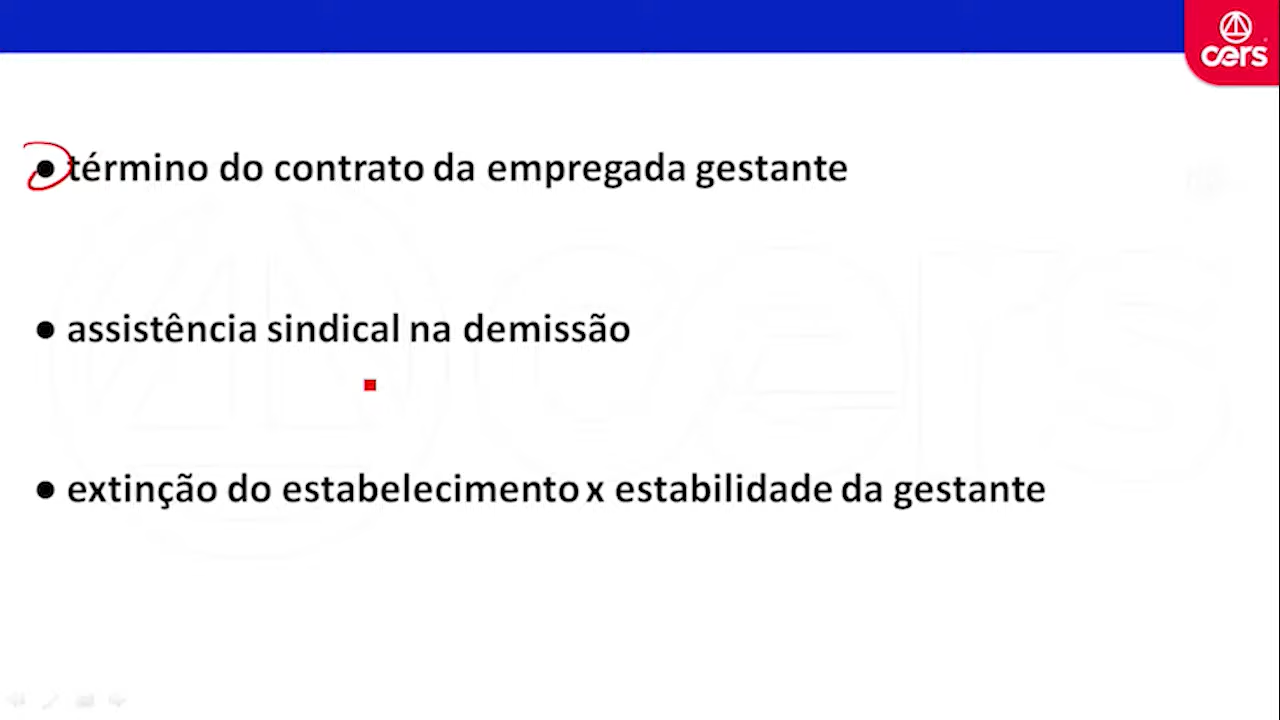 cers
● término do contrato da empregada gestante
● assistência sindical na demissão
● extinção do estabelecimento x estabilidade da gestante